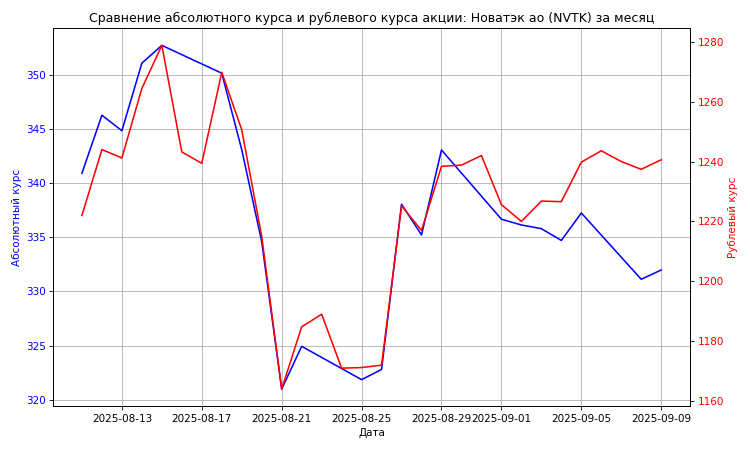 Сравнение абсолютного курса и рублевого курса акции: Новатэк ао (NVTK) за месяц
Абсолютный курс
350
345
340
335
330
325
320
1280
1260
1240
1220
1200
1180
1160
Рублевый курс
2025-08-13 2025-08-17 2025-08-21 2025-08-25 2025-08-29 2025-09-01 2025-09-05 2025-09-09
Дата